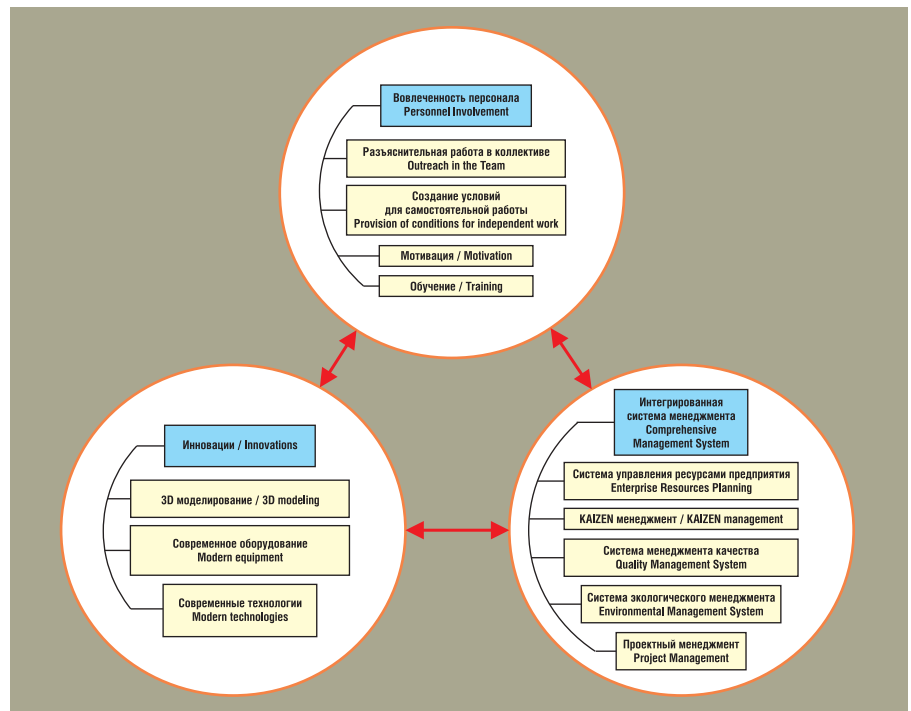 Вовлеченность персонала
Personnel Involvement
Разъяснительная работа в коллективе
Outreach in the Team
Создание условий
для самостоятельной работы
Provision of conditions for independent work
Мотивация / Motivation
Обучение / Training
Инновации / Innovations
3D моделирование / 3D modeling
Современное оборудование
Modern equipment
Современные технологии
Modern technologies
Интегрированная
система менеджмента
Comprehensive
Management System
Система управления ресурсами предприятия
Enterprise Resources Planning
KAIZEN менеджмент / KAIZEN management
Система менеджмента качества
Quality Management System
Система экологического менеджмента
Environmental Management System
Проектный менеджмент
Project Management